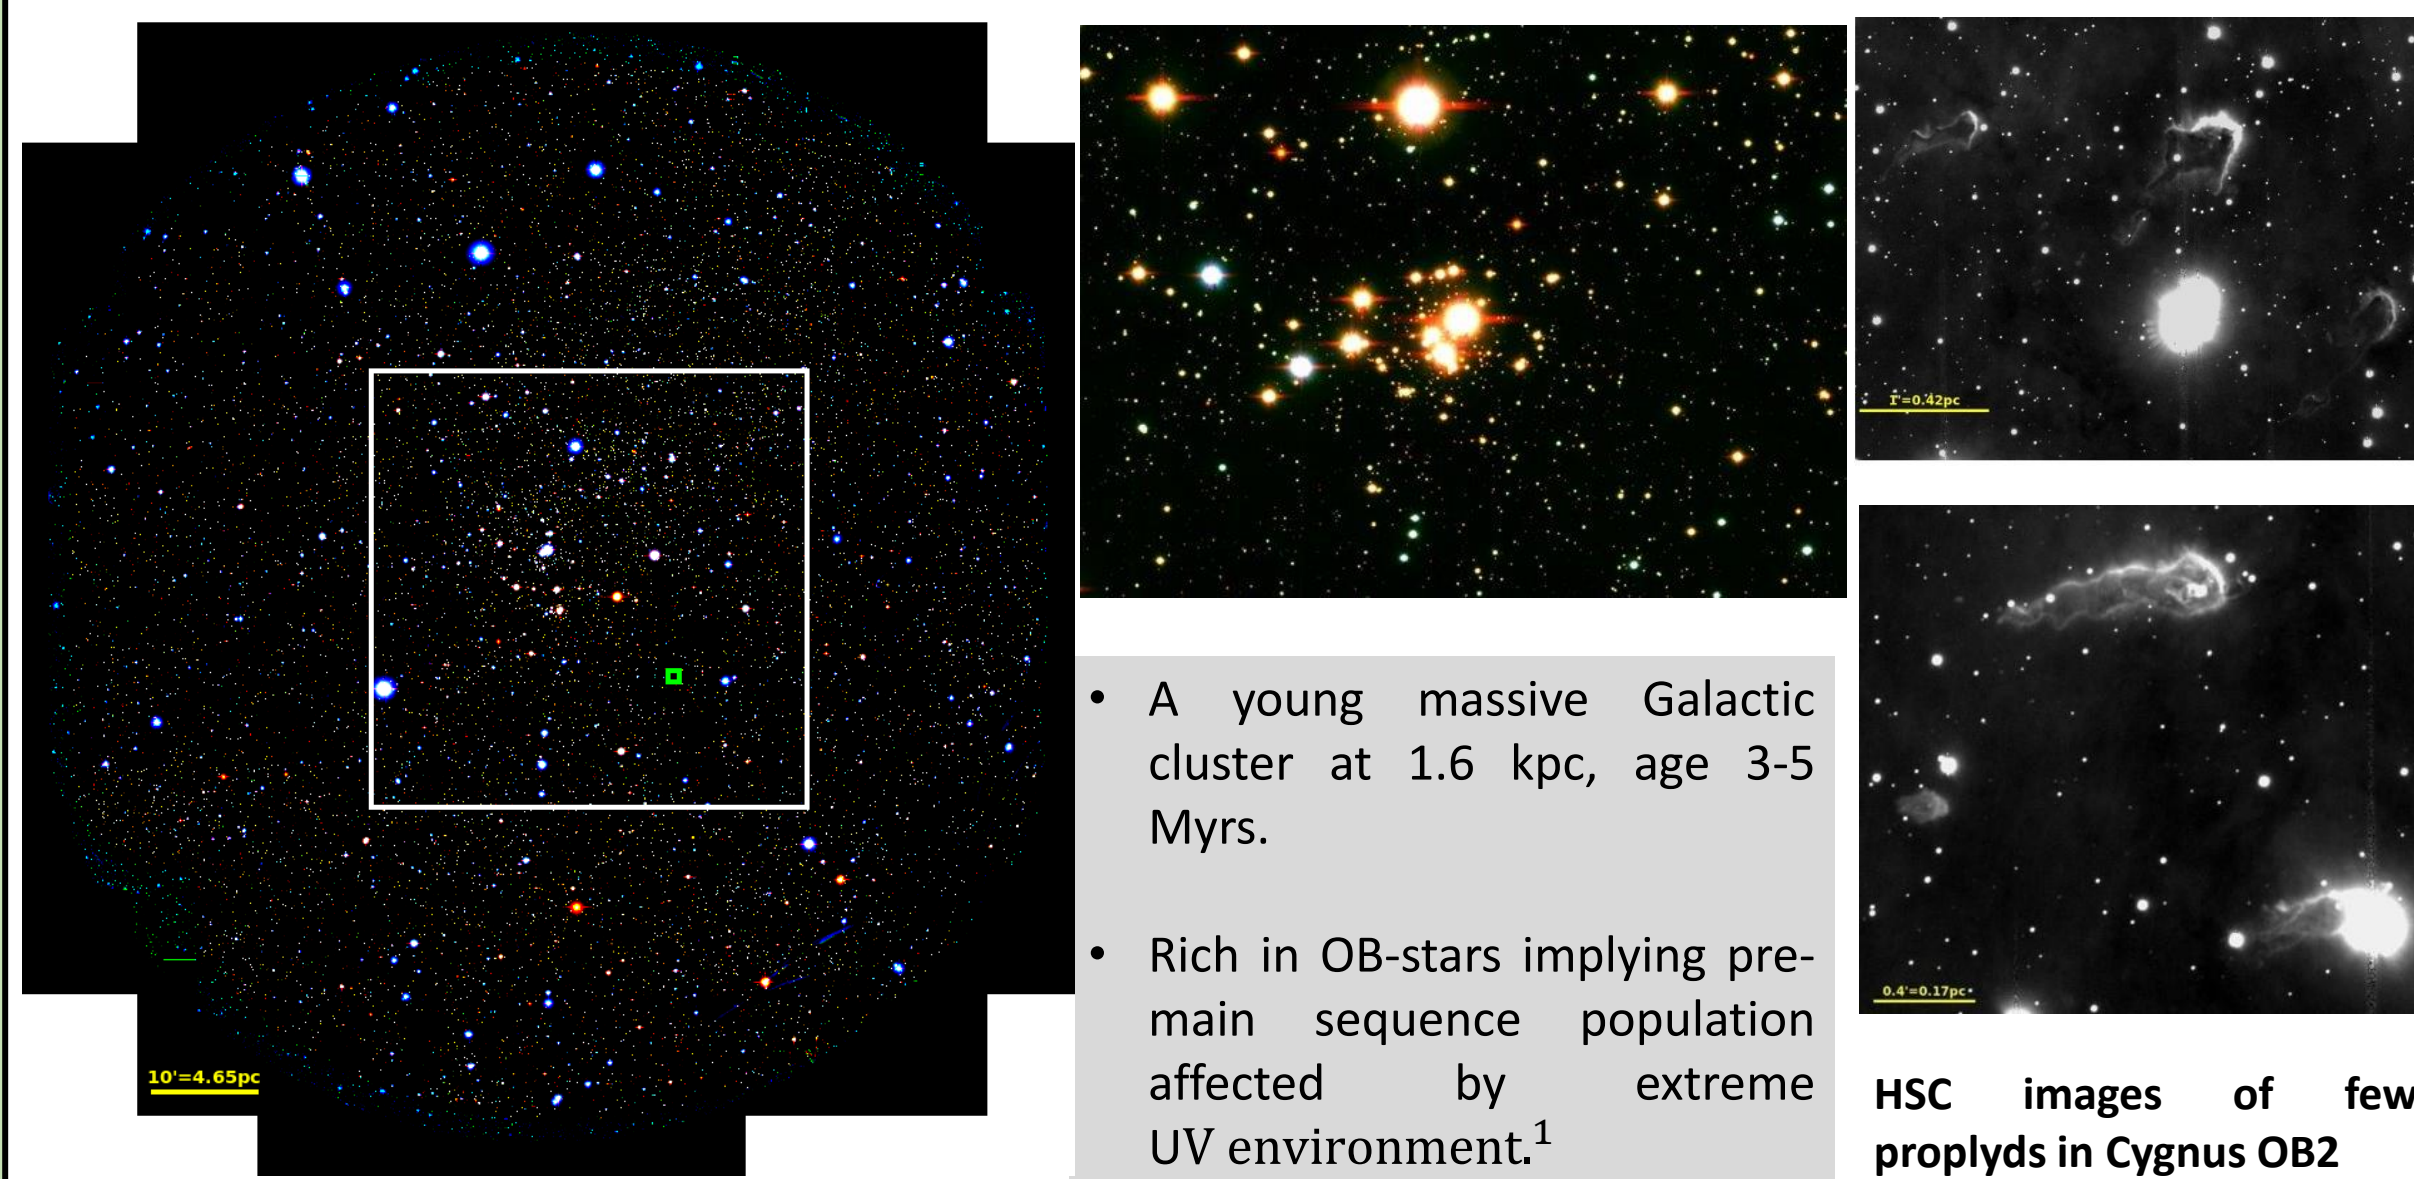 10'=4.65pc
• A young massive Galactic
cluster at 1.6 kpc, age 3-5
Myrs.
• Rich in OB-stars implying pre-
main sequence population
affected by extreme
UV environment.¹
1'=0.42pc
0.4'=0.17pc
HSC images of few
proplyds in Cygnus OB2